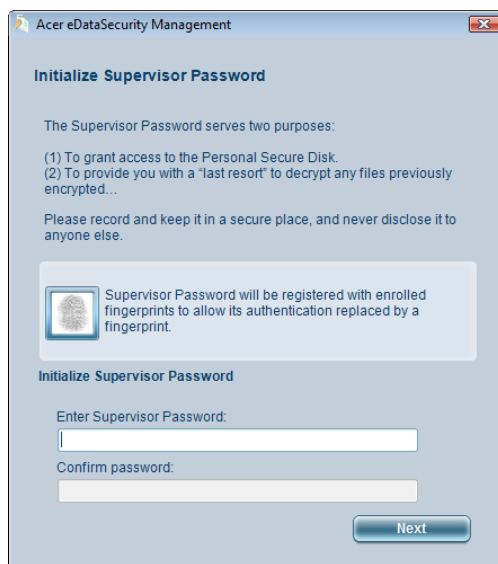 Acer eDataSecurity Management
Initialize Supervisor Password
The Supervisor Password serves two purposes:
(1) To grant access to the Personal Secure Disk.
(2) To provide you with a "last resort" to decrypt any files previously
encrypted...
Please record and keep it in a secure place, and never disclose it to
anyone else.
Supervisor Password will be registered with enrolled
fingerprints to allow its authentication replaced by a
fingerprint.
Initialize Supervisor Password
Enter Supervisor Password:
Confirm password:
Next